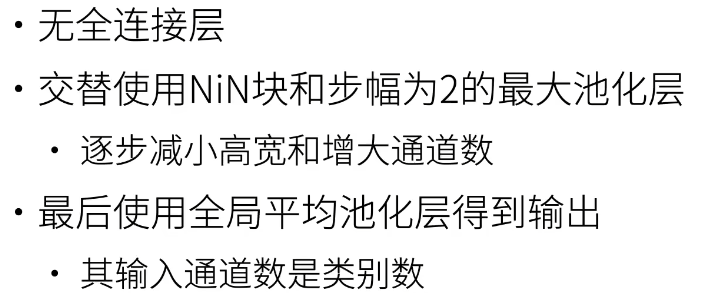 • 无全连接层
• 交替使用NiN块和步幅为2的最大池化层
• 逐步减小高宽和增大通道数
• 最后使用全局平均池化层得到输出
• 其输入通道数是类别数